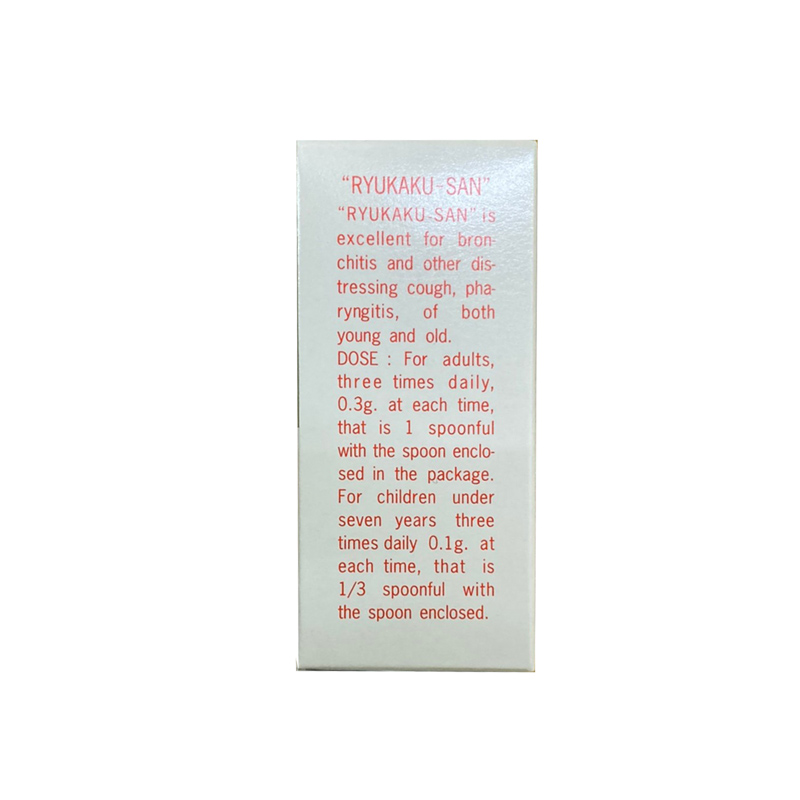 “RYUKAKU-SAN”
“RYUKAKU-SAN” is
excellent for bron-
chitis and other dis-
tressing cough, pha-
ryngitis, of both
young and old.
DOSE : For adults,
three times daily,
0.3g. at each time,
that is 1 spoonful
with the spoon enclo-
sed in the package.
For children under
seven years three
times daily 0.1g. at
each time, that is
1/3 spoonful with
the spoon enclosed.